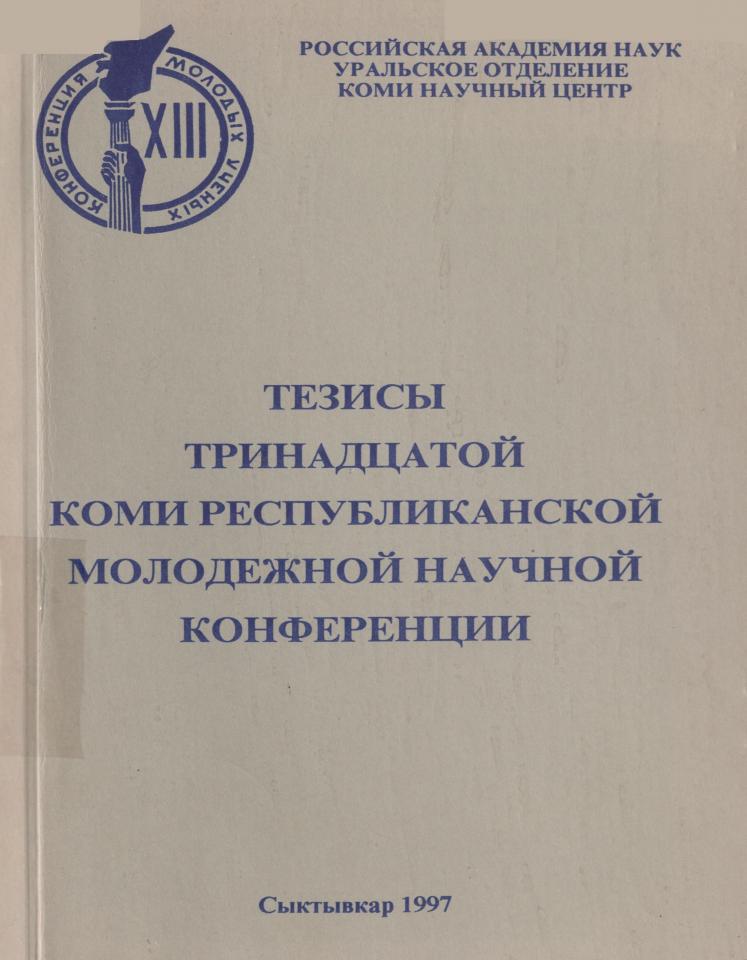 РОССИЙСКАЯ АКАДЕМИЯ НАУК
УРАЛЬСКОЕ ОТДЕЛЕНИЕ
КОМИ НАУЧНЫЙ ЦЕНТР
КОНФЕРЕНЦИЯ МОЛОДЫХ УЧЕНЫХ
XIII
ТЕЗИСЫ
ТРИНАДЦАТОЙ
КОМИ РЕСПУБЛИКАНСКОЙ
МОЛОДЕЖНОЙ НАУЧНОЙ
КОНФЕРЕНЦИИ
Сыктывкар 1997